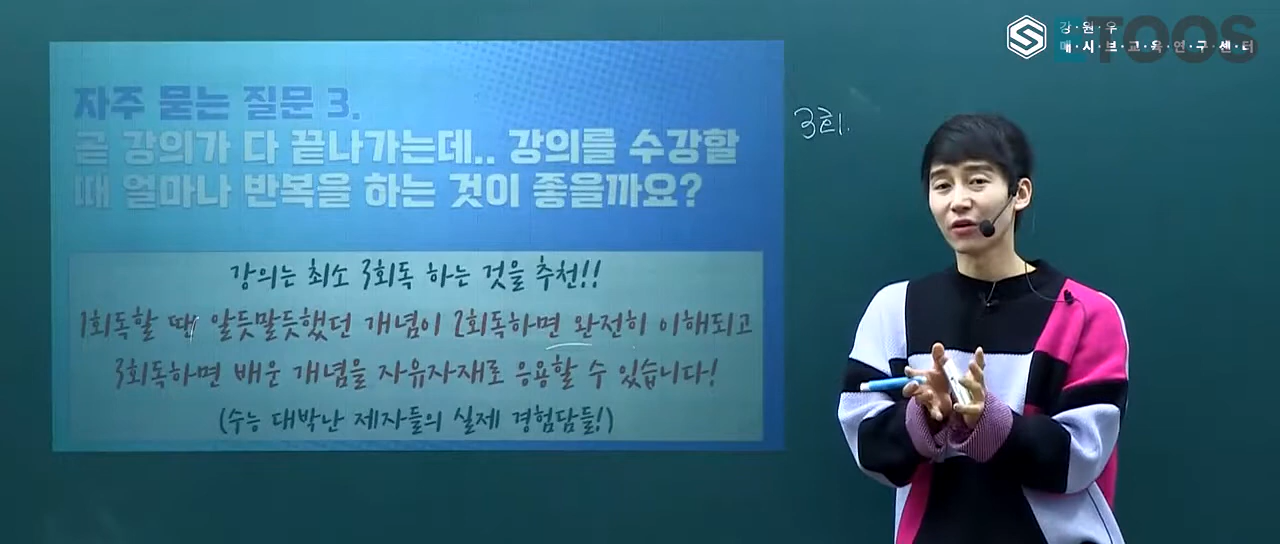 강·원·우
매·시·브·교·육·연·구·센·터
ETOOS
자주 묻는 질문 3.
곧 강의가 다 끝나가는데.. 강의를 수강할
때 얼마나 반복을 하는 것이 좋을까요?
3회.
강의는 최소 3회독 하는 것을 추천!!
1회독할 때 알듯말듯했던 개념이 2회독하면 완전히 이해되고
3회독하면 배운 개념을 자유자재로 응용할 수 있습니다!
(수능 대박난 제자들의 실제 경험담들!)